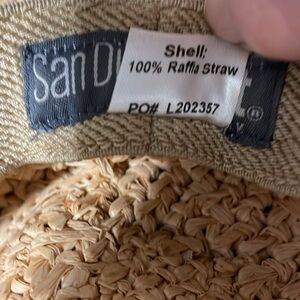 San Di
Shell:
100% Raffia Straw
PO# L202357
®